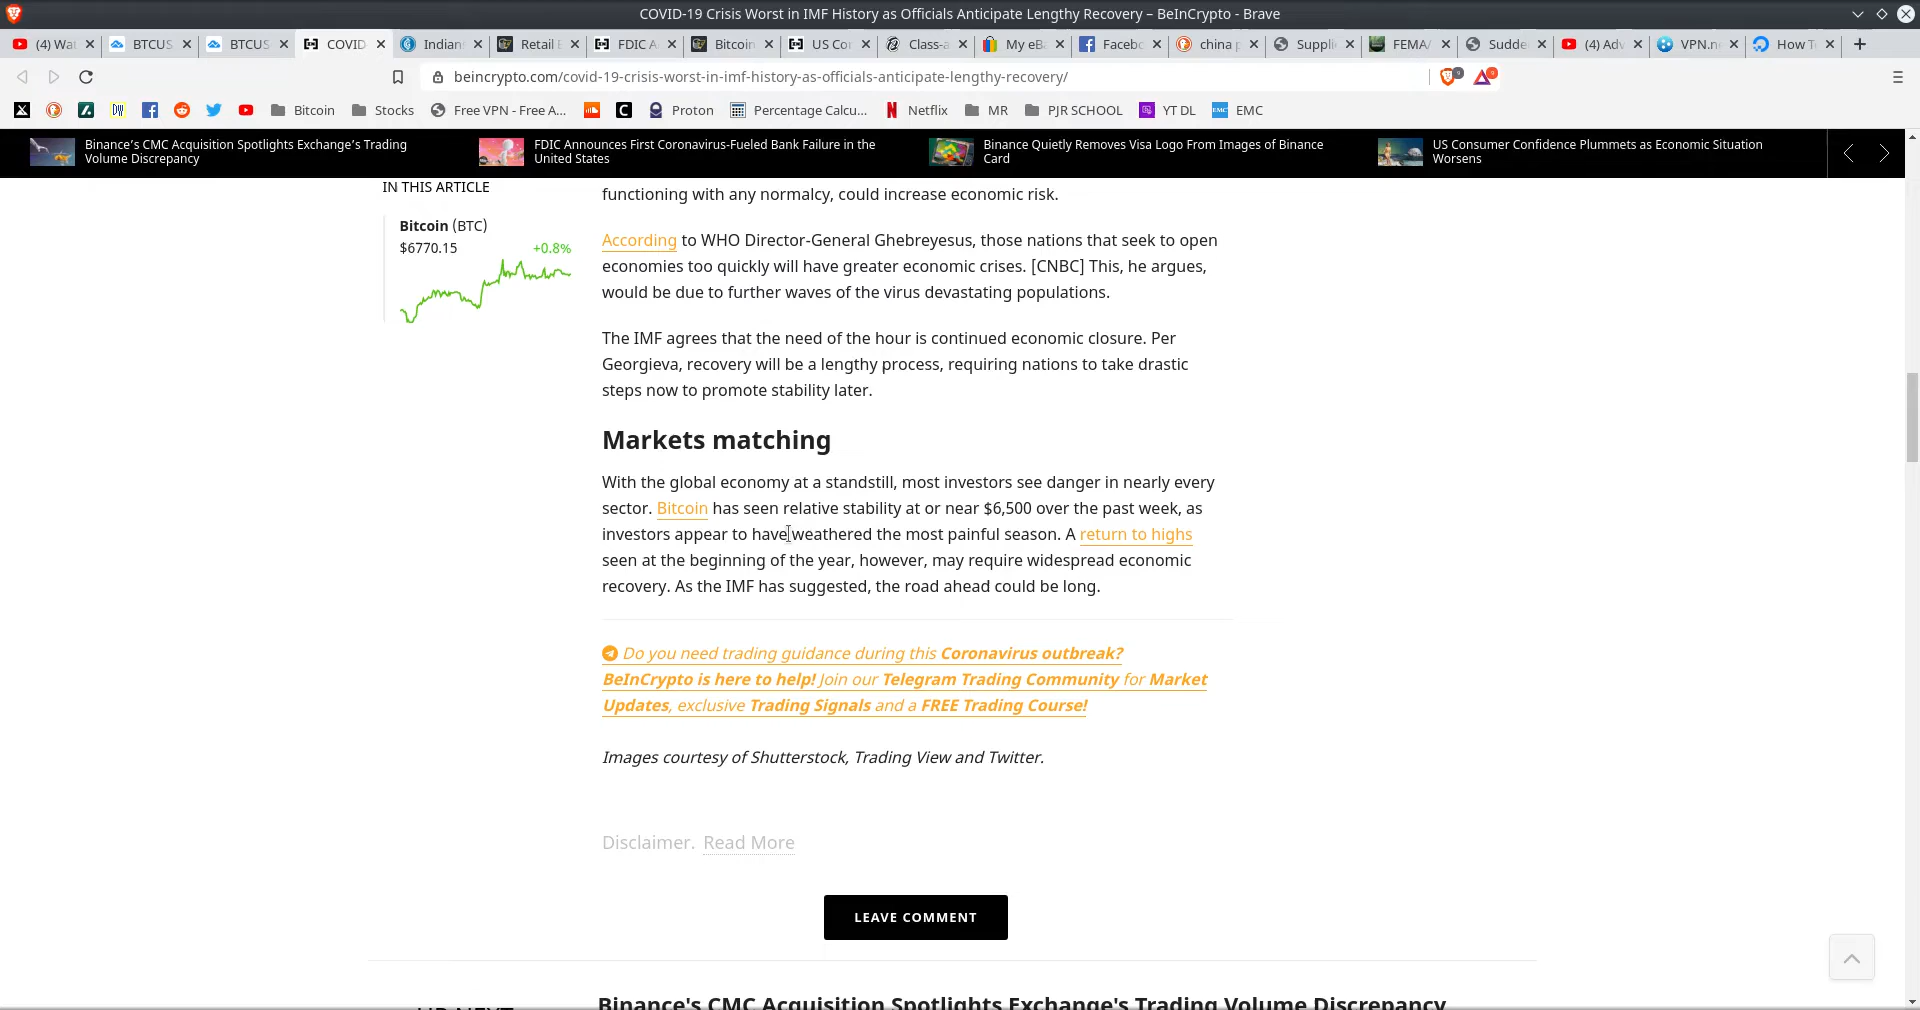 COVID-19 Crisis Worst in IMF History as Officials Anticipate Lengthy Recovery – BeInCrypto - Brave
(4) Wa
BTCUS
BTCUS
COVID
Indian
Retail E
FDIC A
Bitcoin
US Co
Class-a
My eB
Faceb
china p
Suppli
FEMA/
Sudde
(4) Adv
VPN.n
How T
beincrypto.com/covid-19-crisis-worst-in-imf-history-as-officials-anticipate-lengthy-recovery/
Bitcoin
Stocks
Free VPN - Free A...
Proton
Percentage Calcu...
Netflix
MR
PJR SCHOOL
YT DL
EMC
Binance’s CMC Acquisition Spotlights Exchange’s Trading
Volume Discrepancy
FDIC Announces First Coronavirus-Fueled Bank Failure in the
United States
Binance Quietly Removes Visa Logo From Images of Binance
Card
US Consumer Confidence Plummets as Economic Situation
Worsens
IN THIS ARTICLE
Bitcoin (BTC)
$6770.15 +0.8%
functioning with any normalcy, could increase economic risk.
According to WHO Director-General Ghebreyesus, those nations that seek to open
economies too quickly will have greater economic crises. [CNBC] This, he argues,
would be due to further waves of the virus devastating populations.
The IMF agrees that the need of the hour is continued economic closure. Per
Georgieva, recovery will be a lengthy process, requiring nations to take drastic
steps now to promote stability later.
Markets matching
With the global economy at a standstill, most investors see danger in nearly every
sector. Bitcoin has seen relative stability at or near $6,500 over the past week, as
investors appear to have weathered the most painful season. A return to highs
seen at the beginning of the year, however, may require widespread economic
recovery. As the IMF has suggested, the road ahead could be long.
Do you need trading guidance during this Coronavirus outbreak?
BeInCrypto is here to help! Join our Telegram Trading Community for Market
Updates, exclusive Trading Signals and a FREE Trading Course!
Images courtesy of Shutterstock, Trading View and Twitter.
Disclaimer. Read More
LEAVE COMMENT
UP NEXT
Binance's CMC Acquisition Spotlights Exchange's Trading Volume Discrepancy